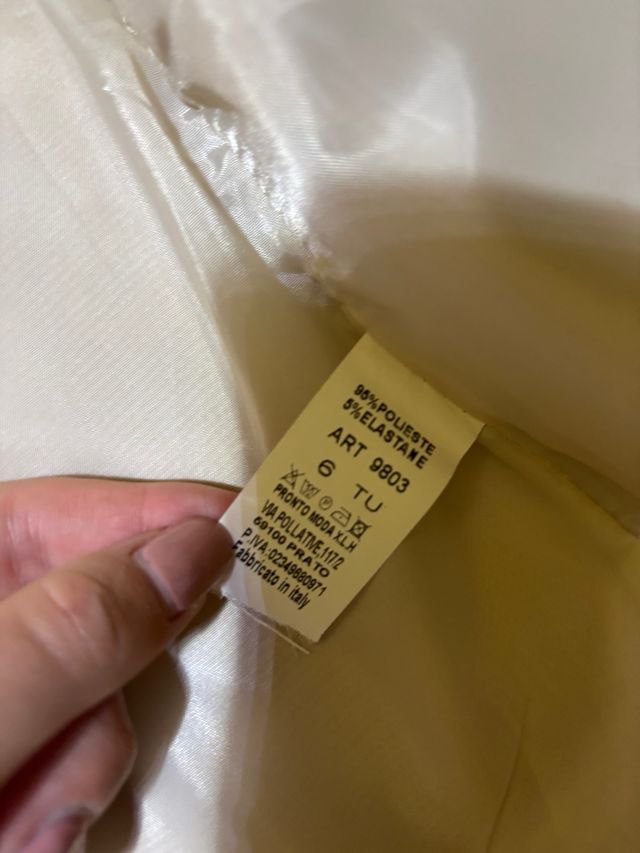 95%POLIESTE
5%ELASTANE
ART 9803
6 TU
PRONTO MODA X.L.H
VIA POLLATIVE,117/2
59100 PRATO
P.IVA:02349680971
Fabbricato in italy